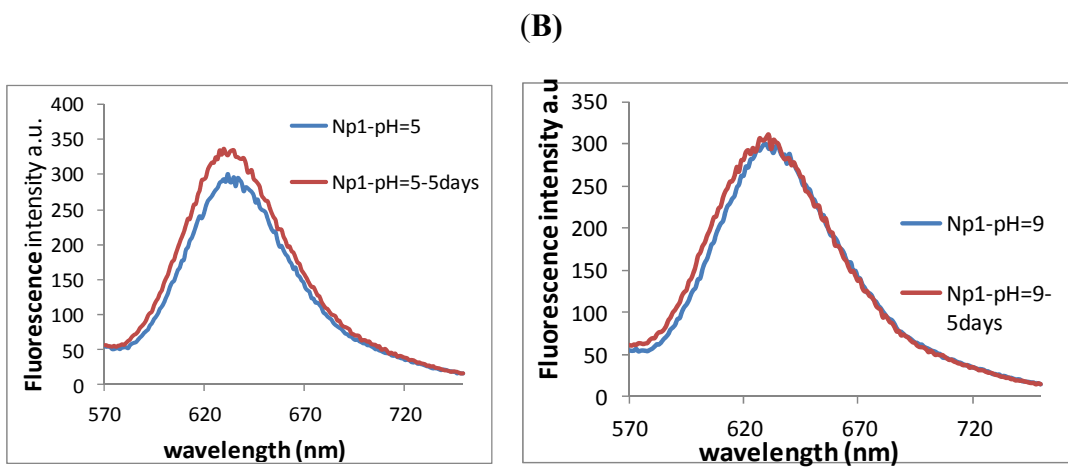 (B)
Fluorescence intensity a.u.
400
350
300
250
200
150
100
50
0
570
620
670
720
wavelength (nm)
Np1-pH=5
Np1-pH=5-5days
Fluorescence intensity a.u
350
300
250
200
150
100
50
0
570
620
670
720
wavelength (nm)
Np1-pH=9
Np1-pH=9-
5days